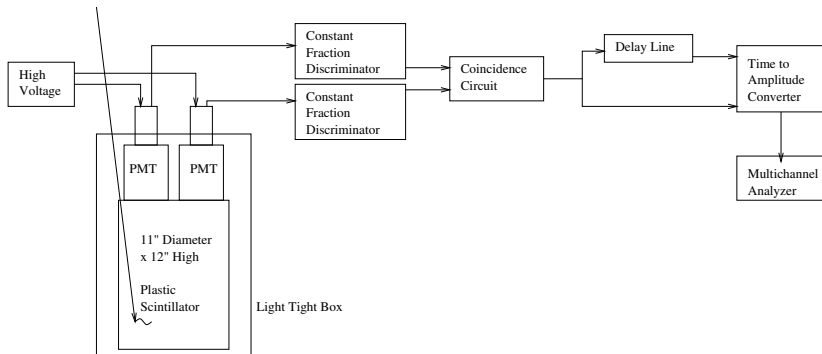 High
Voltage
Constant
Fraction
Discriminator
Constant
Fraction
Discriminator
Coincidence
Circuit
Delay Line
Time to
Amplitude
Converter
Multichannel
Analyzer
PMT
PMT
11" Diameter
x 12" High
Plastic
Scintillator
Light Tight Box